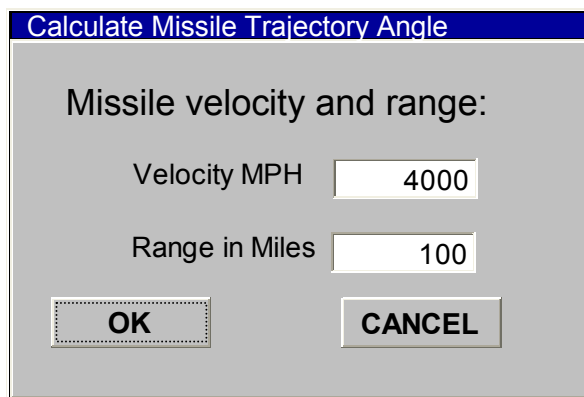 Calculate Missile Trajectory Angle
Missile velocity and range:
Velocity MPH 4000
Range in Miles 100
OK CANCEL